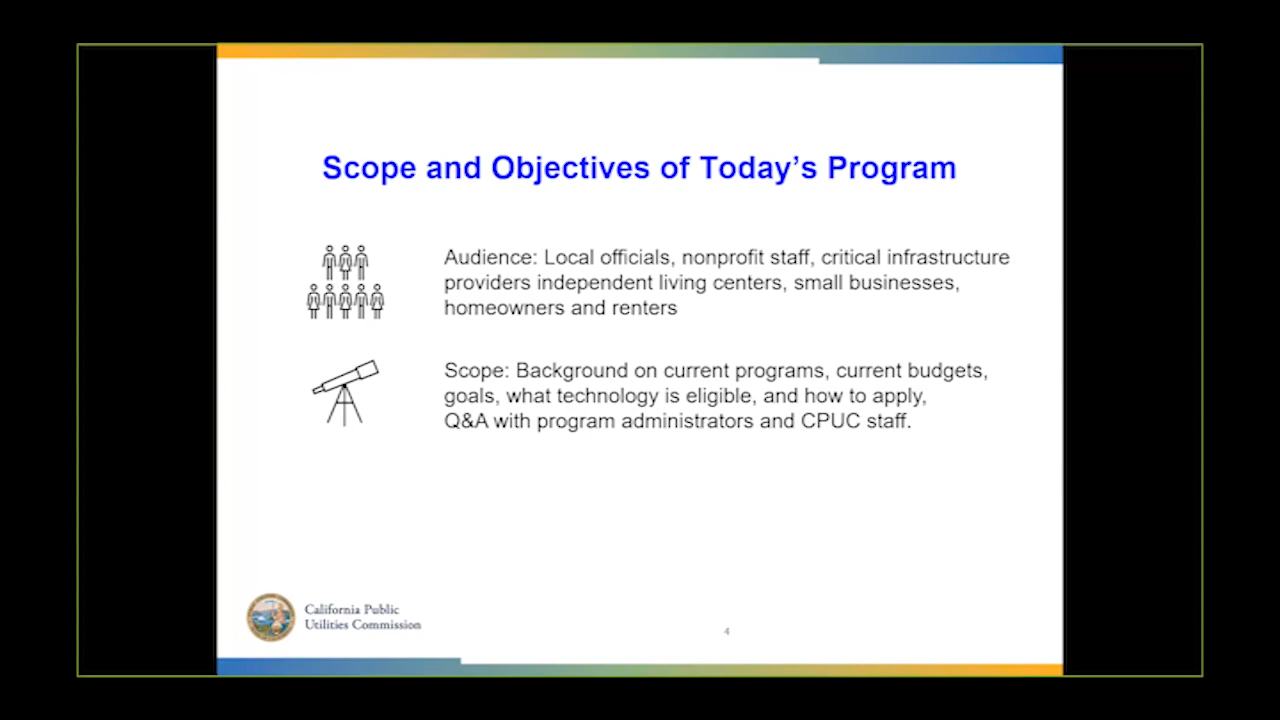 Scope and Objectives of Today’s Program
Audience: Local officials, nonprofit staff, critical infrastructure
providers independent living centers, small businesses,
homeowners and renters
Scope: Background on current programs, current budgets,
goals, what technology is eligible, and how to apply,
Q&A with program administrators and CPUC staff.
California Public
Utilities Commission
4